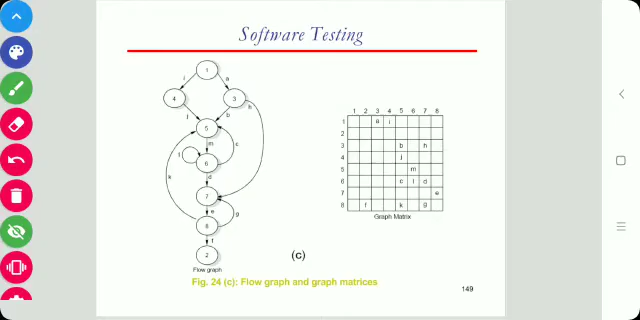 Software Testing
1
i a
4 3
h
j b
5
m c
l 6
k d
7
e g
8
f
2
Flow graph
1 2 3 4 5 6 7 8
1 a i
2
3 b h
4 j
5 m
6 c l d
7 e
8 f k g
Graph Matrix
(c)
Fig. 24 (c): Flow graph and graph matrices
149